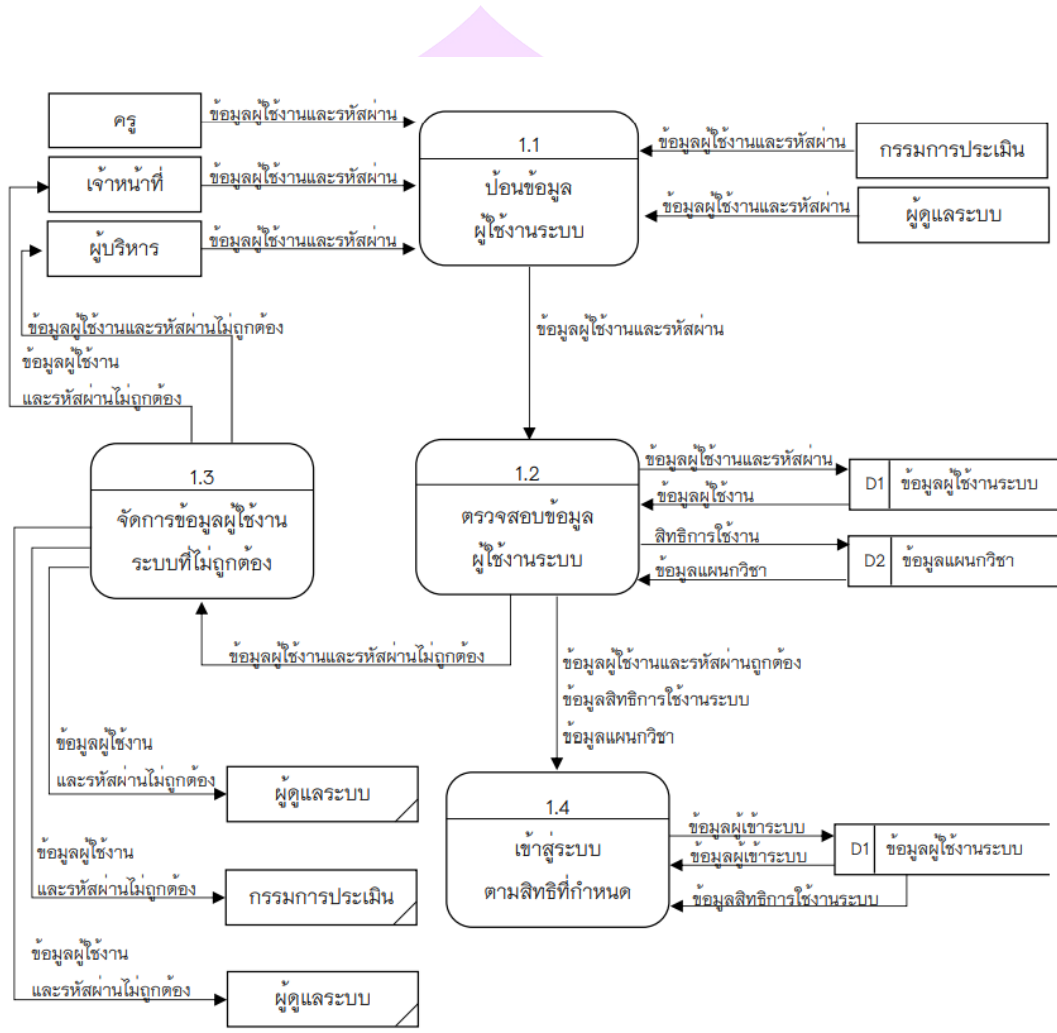 ครู
ข้อมูลผู้ใช้งานและรหัสผ่าน
1.1
ป้อนข้อมูล
ผู้ใช้งานระบบ
ข้อมูลผู้ใช้งานและรหัสผ่าน
กรรมการประเมิน
เจ้าหน้าที่
ข้อมูลผู้ใช้งานและรหัสผ่าน
ข้อมูลผู้ใช้งานและรหัสผ่าน
ผู้ดูแลระบบ
ผู้บริหาร
ข้อมูลผู้ใช้งานและรหัสผ่าน
ข้อมูลผู้ใช้งานและรหัสผ่านไม่ถูกต้อง
ข้อมูลผู้ใช้งานและรหัสผ่าน
ข้อมูลผู้ใช้งาน
และรหัสผ่านไม่ถูกต้อง
1.3
จัดการข้อมูลผู้ใช้งาน
ระบบที่ไม่ถูกต้อง
1.2
ตรวจสอบข้อมูล
ผู้ใช้งานระบบ
ข้อมูลผู้ใช้งานและรหัสผ่าน
ข้อมูลผู้ใช้งาน
D1 ข้อมูลผู้ใช้งานระบบ
สิทธิการใช้งาน
ข้อมูลแผนกวิชา
D2 ข้อมูลแผนกวิชา
ข้อมูลผู้ใช้งานและรหัสผ่านไม่ถูกต้อง
ข้อมูลผู้ใช้งานและรหัสผ่านถูกต้อง
ข้อมูลสิทธิการใช้งานระบบ
ข้อมูลแผนกวิชา
ข้อมูลผู้ใช้งาน
และรหัสผ่านไม่ถูกต้อง
ผู้ดูแลระบบ
1.4
เข้าสู่ระบบ
ตามสิทธิที่กำหนด
ข้อมูลผู้เข้าระบบ
ข้อมูลผู้เข้าระบบ
D1 ข้อมูลผู้ใช้งานระบบ
ข้อมูลสิทธิการใช้งานระบบ
ข้อมูลผู้ใช้งาน
และรหัสผ่านไม่ถูกต้อง
กรรมการประเมิน
ข้อมูลผู้ใช้งาน
และรหัสผ่านไม่ถูกต้อง
ผู้ดูแลระบบ